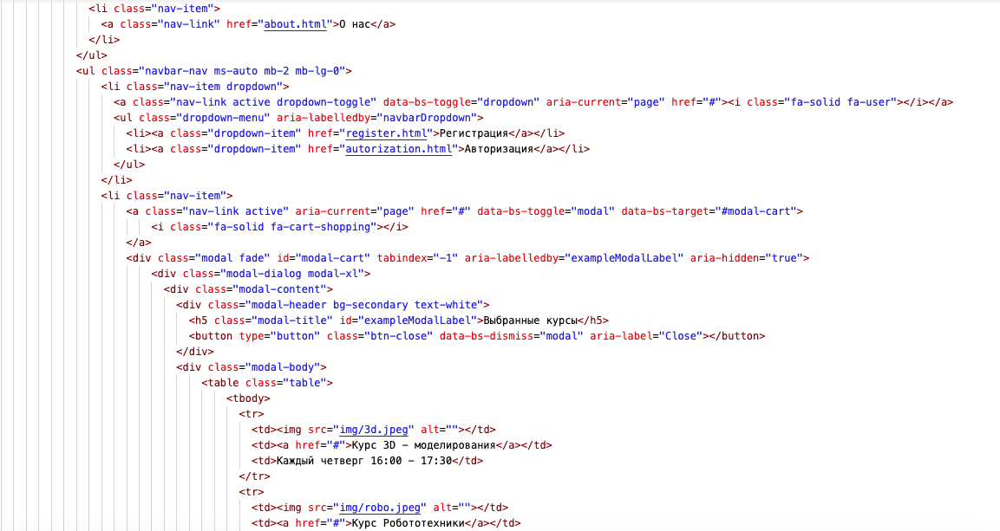 <li class="nav-item">
<a class="nav-link" href="about.html">О нас</a>
</li>
</ul>
<ul class="navbar-nav ms-auto mb-2 mb-lg-0">
<li class="nav-item dropdown">
<a class="nav-link active dropdown-toggle" data-bs-toggle="dropdown" aria-current="page" href="#"><i class="fa-solid fa-user"></i></a>
<ul class="dropdown-menu" aria-labelledby="navbarDropdown">
<li><a class="dropdown-item" href="register.html">Регистрация</a></li>
<li><a class="dropdown-item" href="autorization.html">Авторизация</a></li>
</ul>
</li>
<li class="nav-item">
<a class="nav-link active" aria-current="page" href="#" data-bs-toggle="modal" data-bs-target="#modal-cart">
<i class="fa-solid fa-cart-shopping"></i>
</a>
<div class="modal fade" id="modal-cart" tabindex="-1" aria-labelledby="exampleModalLabel" aria-hidden="true">
<div class="modal-dialog modal-xl">
<div class="modal-content">
<div class="modal-header bg-secondary text-white">
<h5 class="modal-title" id="exampleModalLabel">Выбранные курсы</h5>
<button type="button" class="btn-close" data-bs-dismiss="modal" aria-label="Close"></button>
</div>
<div class="modal-body">
<table class="table">
<tbody>
<tr>
<td><img src="img/3d.jpeg" alt=""></td>
<td><a href="#">Курс 3D - моделирования</a></td>
<td>Каждый четверг 16:00 - 17:30</td>
</tr>
<tr>
<td><img src="img/robo.jpeg" alt=""></td>
<td><a href="#">Курс Робототехники</a></td>